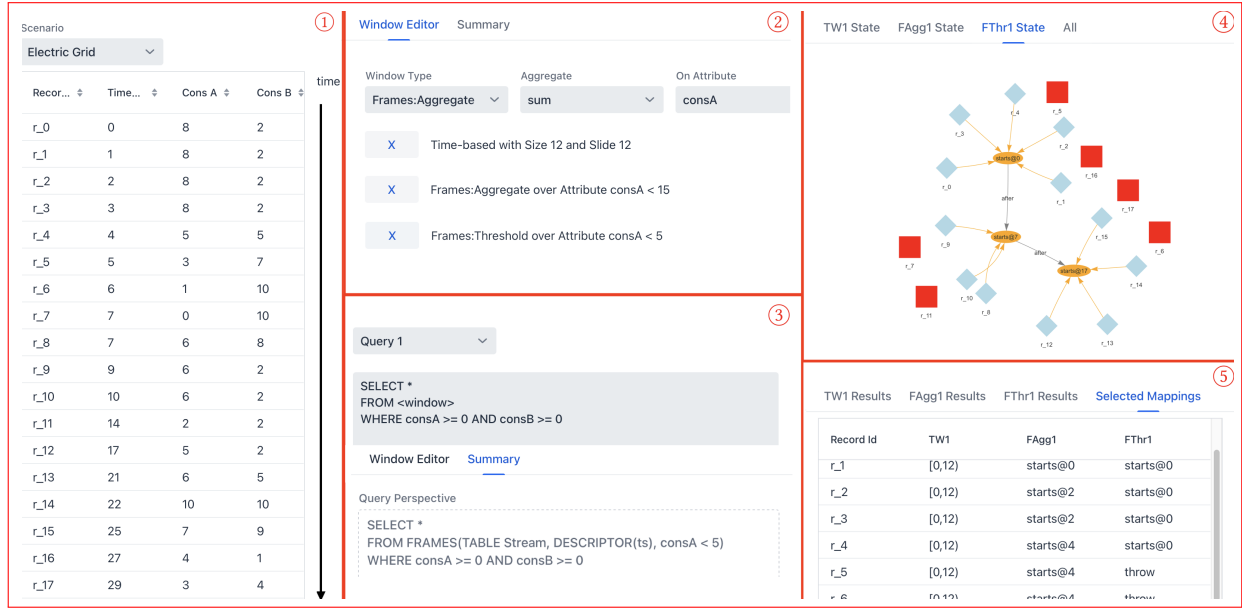 ①
Scenario
Electric Grid
time
Recor... Time... Cons A Cons B
r_0 0 8 2
r_1 1 8 2
r_2 2 8 2
r_3 3 8 2
r_4 4 5 5
r_5 5 3 7
r_6 6 1 10
r_7 7 0 10
r_8 7 6 8
r_9 9 6 2
r_10 10 6 2
r_11 14 2 2
r_12 17 5 2
r_13 21 6 5
r_14 22 10 10
r_15 25 7 9
r_16 27 4 1
r_17 29 3 4
②
Window Editor Summary
Window Type Aggregate On Attribute
Frames:Aggregate sum consA
X Time-based with Size 12 and Slide 12
X Frames:Aggregate over Attribute consA < 15
X Frames:Threshold over Attribute consA < 5
③
Query 1
SELECT *
FROM <window>
WHERE consA >= 0 AND consB >= 0
Window Editor Summary
Query Perspective
SELECT *
FROM FRAMES(TABLE Stream, DESCRIPTOR(ts), consA < 5)
WHERE consA >= 0 AND consB >= 0
④
TW1 State FAgg1 State FThr1 State All
r_4
r_5
r_3
r_2
starts@0
r_16
r_0
r_1
after
r_17
r_9
starts@7
r_15
r_6
after
r_7
starts@17
r_14
r_10
r_8
r_11
r_12
r_13
⑤
TW1 Results FAgg1 Results FThr1 Results Selected Mappings
Record Id TW1 FAgg1 FThr1
r_1 [0,12) starts@0 starts@0
r_2 [0,12) starts@2 starts@0
r_3 [0,12) starts@2 starts@0
r_4 [0,12) starts@4 starts@0
r_5 [0,12) starts@4 throw
r_6 [0,12) starts@4 throw